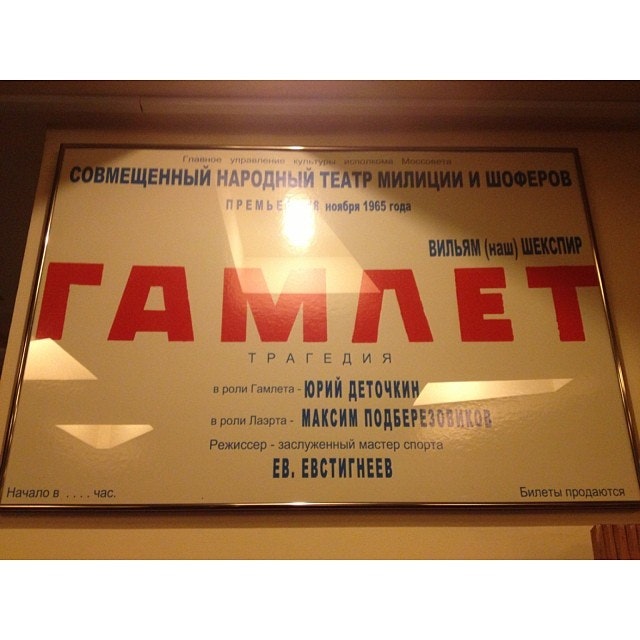 Главное управление культуры исполкома Моссовета
СОВМЕЩЕННЫЙ НАРОДНЫЙ ТЕАТР МИЛИЦИИ И ШОФЕРОВ
ноября 1965 года
ВИЛЬЯМ (наш) ШЕКСПИР
ГАМЛЕТ
ТРАГЕДИЯ
в роли Гамлета - ЮРИЙ ДЕТОЧКИН
в роли Лаэрта - МАКСИМ ПОДБЕРЕЗОВИКОВ
Режиссер - заслуженный мастер спорта
ЕВ. ЕВСТИГНЕЕВ
Начало в . . . . час.
Билеты продаются